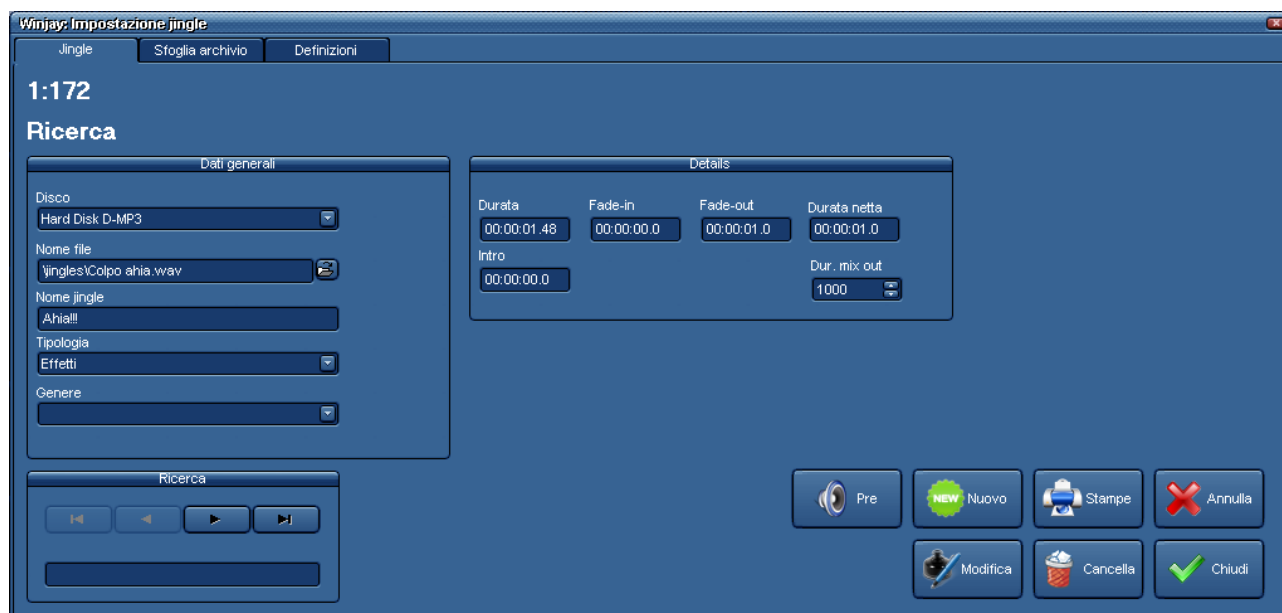 Winjay: Impostazione jingle
Jingle
Sfoglia archivio
Definizioni
1:172
Ricerca
Dati generali
Disco
Hard Disk D-MP3
Nome file
\jingles\Colpo ahia.wav
Nome jingle
Ahia!!!
Tipologia
Effetti
Genere
Details
Durata
Fade-in
Fade-out
Durata netta
00:00:01.48
00:00:00.0
00:00:01.0
00:00:01.0
Intro
00:00:00.0
Dur. mix out
1000
Ricerca
Pre
NEW
Nuovo
Stampe
Annulla
Modifica
Cancella
Chiudi